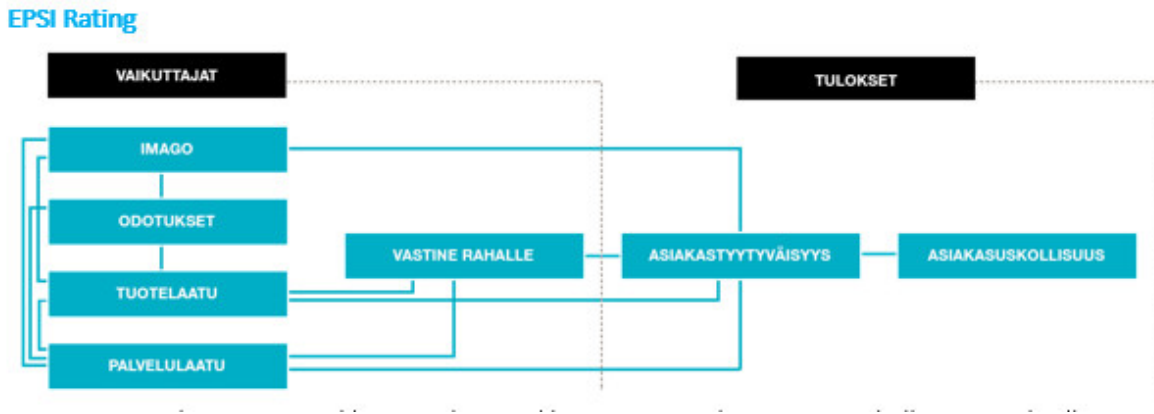 EPSI Rating
VAIKUTTAJAT
TULOKSET
IMAGO
ODOTUKSET
VASTINE RAHALLE
ASIAKASTYYTYVÄISYYS
ASIAKASUSKOLLISUUS
TUOTELAATU
PALVELULAATU